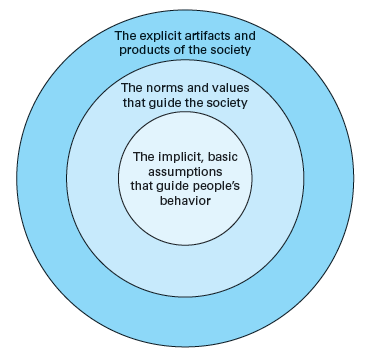 The explicit artifacts and
products of the society
The norms and values
that guide the society
The implicit, basic
assumptions
that guide people's
behavior